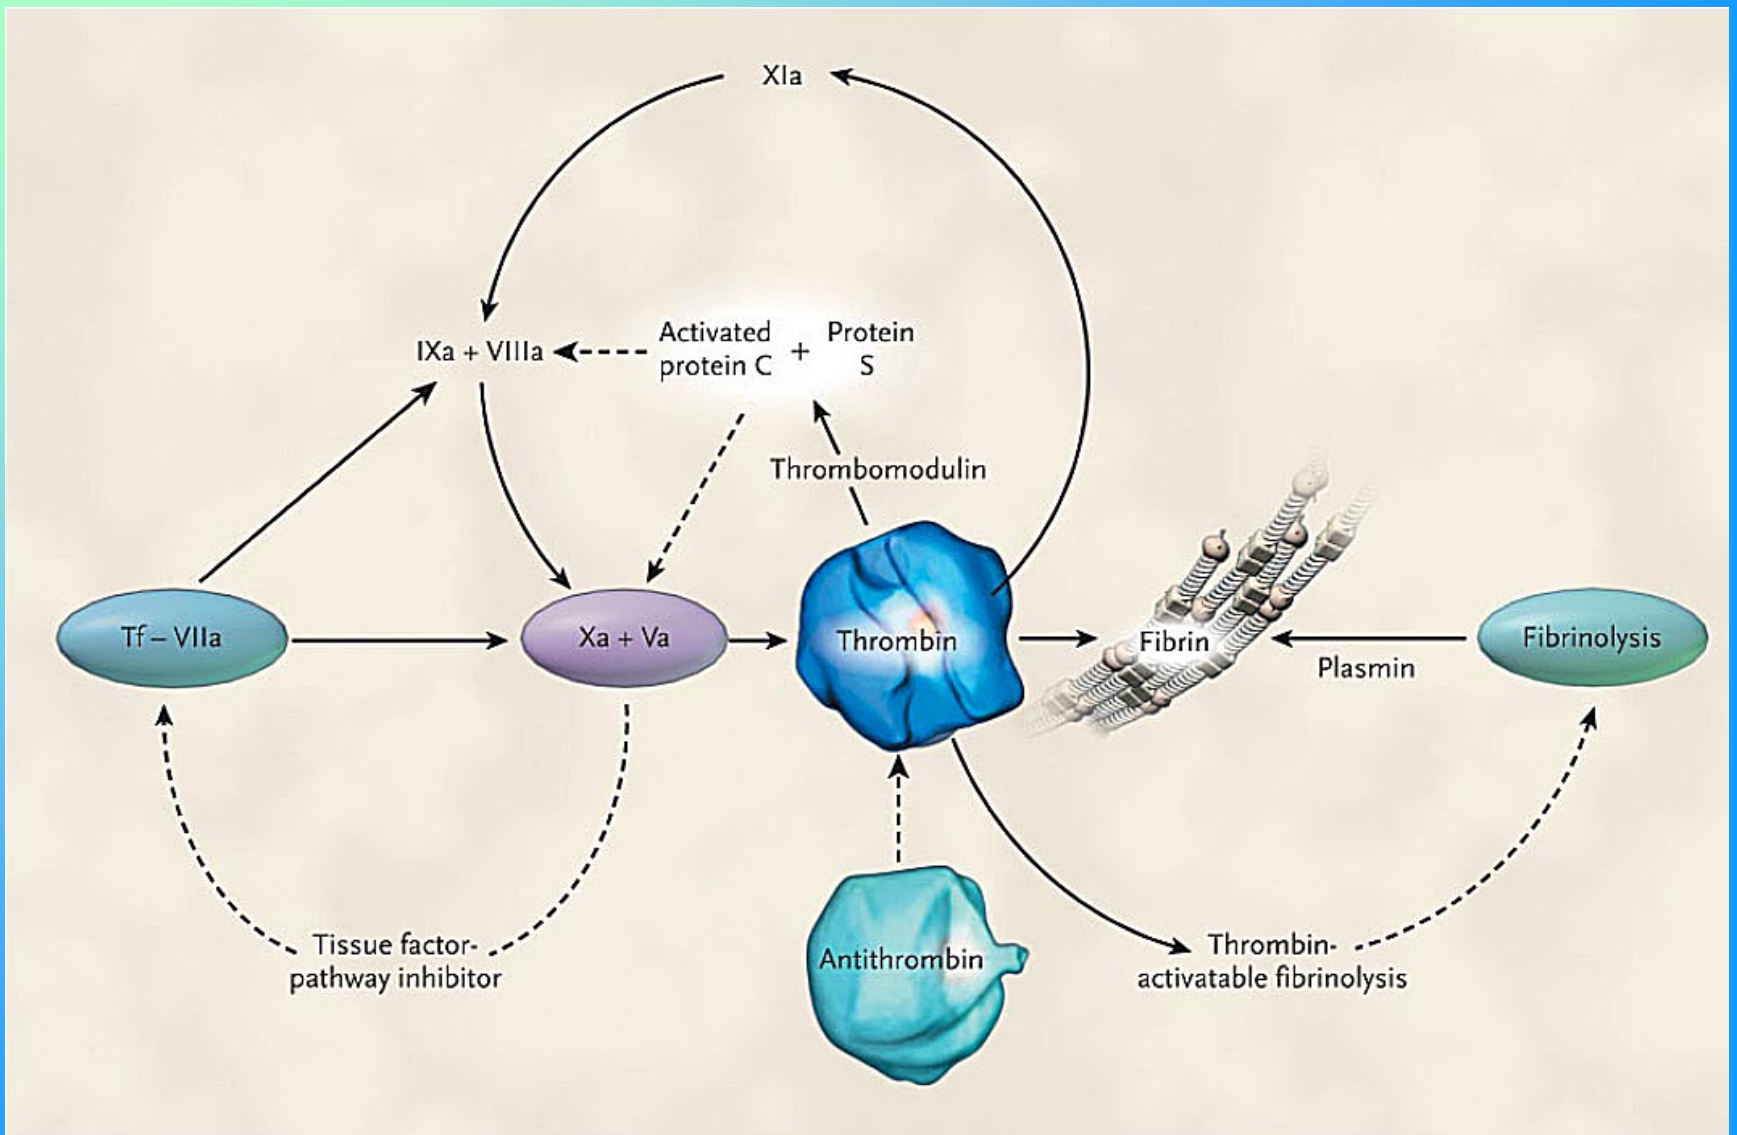 XIa
Activated
protein C
+
Protein
S
IXa + VIIIa
Thrombomodulin
Tf – VIIa
Xa + Va
Thrombin
Fibrin
Plasmin
Fibrinolysis
Tissue factor-
pathway inhibitor
Antithrombin
Thrombin-
activatable fibrinolysis